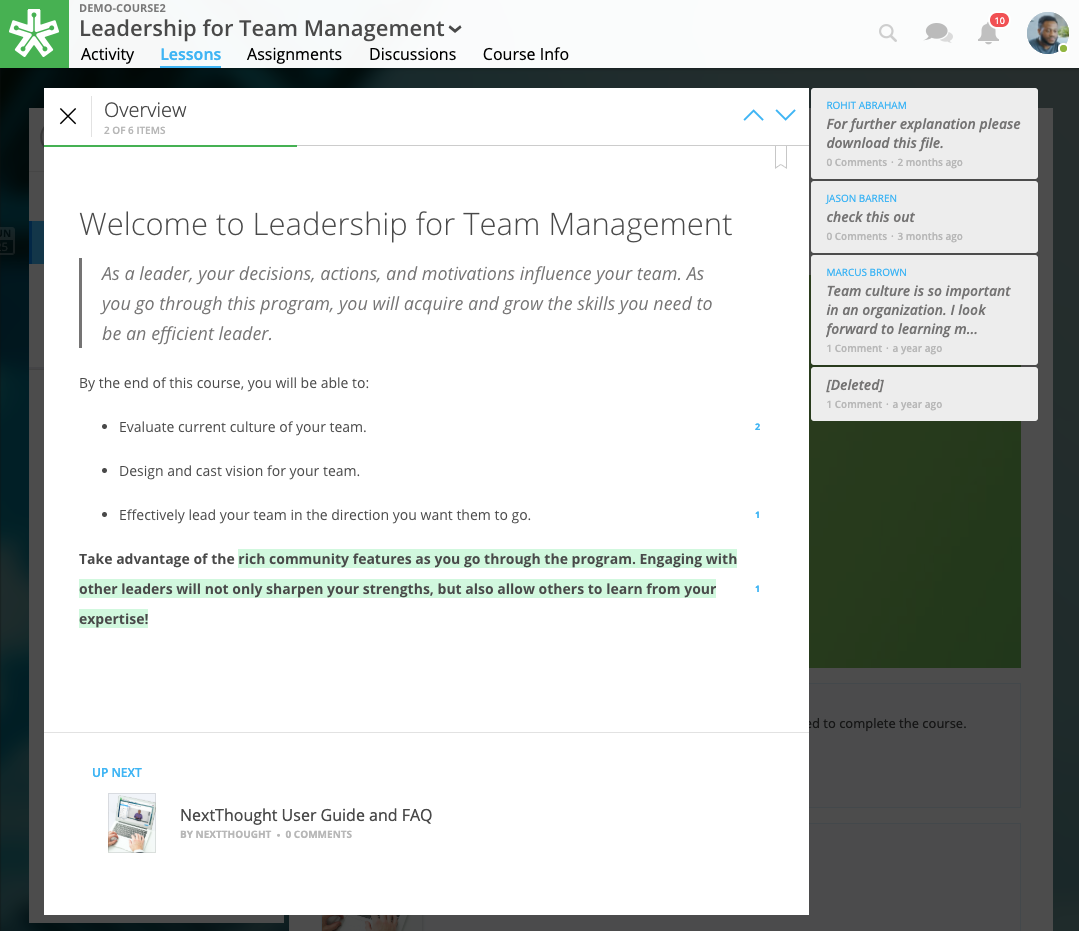 DEMO-COURSE2
Leadership for Team Management
Activity Lessons Assignments Discussions Course Info
10
Overview
2 OF 6 ITEMS
Welcome to Leadership for Team Management
As a leader, your decisions, actions, and motivations influence your team. As
you go through this program, you will acquire and grow the skills you need to
be an efficient leader.
By the end of this course, you will be able to:
• Evaluate current culture of your team.
2
• Design and cast vision for your team.
• Effectively lead your team in the direction you want them to go.
1
Take advantage of the rich community features as you go through the program. Engaging with
other leaders will not only sharpen your strengths, but also allow others to learn from your
1
expertise!
UP NEXT
NextThought User Guide and FAQ
BY NEXTTHOUGHT • 0 COMMENTS
ROHIT ABRAHAM
For further explanation please
download this file.
0 Comments · 2 months ago
JASON BARREN
check this out
0 Comments · 3 months ago
MARCUS BROWN
Team culture is so important
in an organization. I look
forward to learning m...
1 Comment · a year ago
[Deleted]
1 Comment · a year ago
to complete the course.